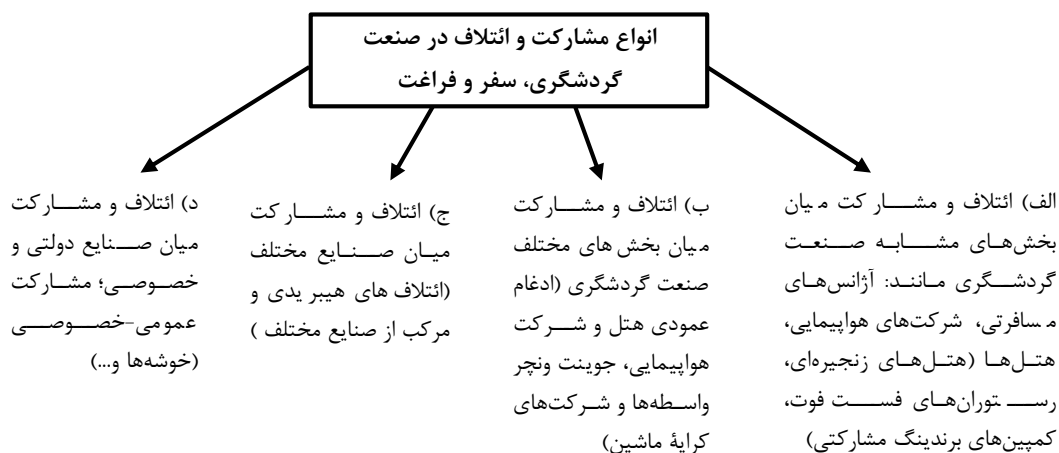 انواع مشارکت و ائتلاف در صنعت
گردشگری، سفر و فراغت
الف) ائتلاف و مشارکت میان
بخش‌های مشابه صنعت
گردشگری مانند: آژانس‌های
مسافرتی، شرکت‌های هواپیمایی،
هتل‌ها (هتل‌های زنجیره‌ای،
رستوران‌های فست فوت،
کمپین‌های برندینگ مشارکتی)
ب) ائتلاف و مشارکت
میان بخش های مختلف
صنعت گردشگری (ادغام
عمودی هتل و شرکت
هواپیمایی، جوینت ونچر
واسطه‌ها و شرکت‌های
کرایۀ ماشین)
ج) ائتلاف و مشارکت
میان صنایع مختلف
(ائتلاف های هیبریدی و
مرکب از صنایع مختلف )
د) ائتلاف و مشارکت
میان صنایع دولتی و
خصوصی؛ مشارکت
عمومی-خصوصی
(خوشه‌ها و...)